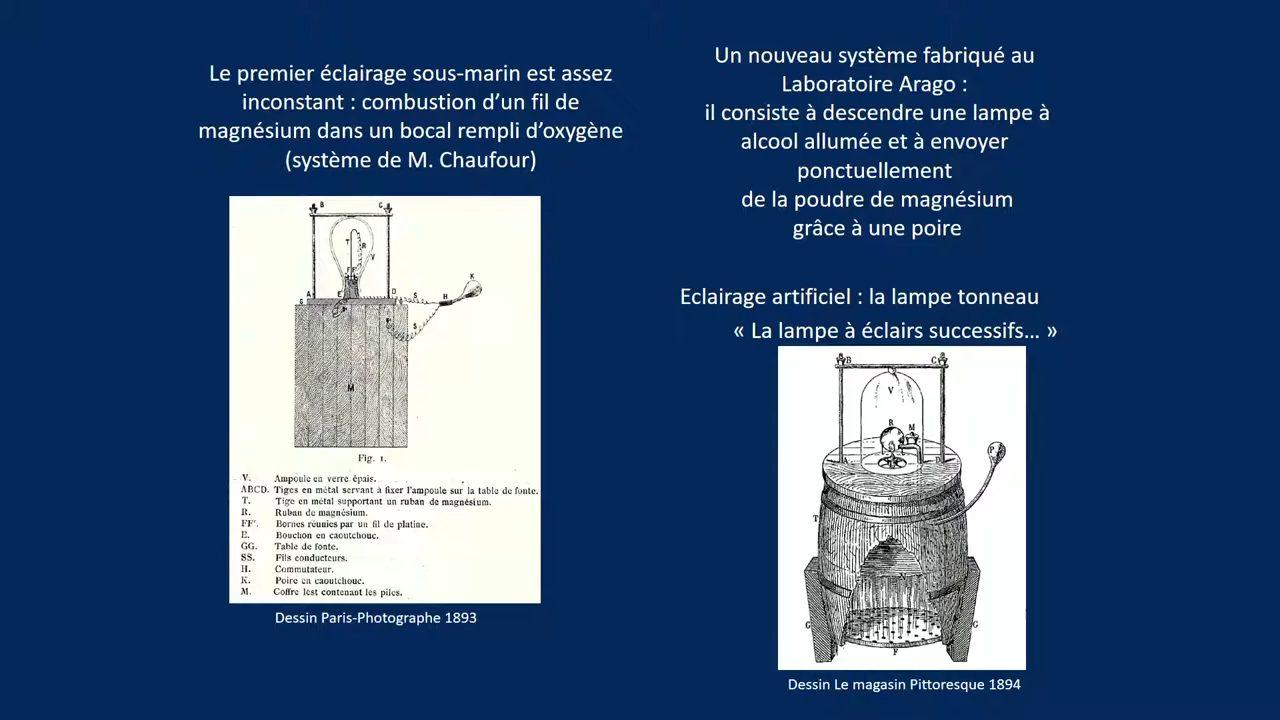 Le premier éclairage sous-marin est assez
inconstant : combustion d'un fil de
magnésium dans un bocal rempli d'oxygène
(système de M. Chaufour)
B C
T R
V
K
A E D S H
G
S
M
Fig. 1.
V. Ampoule en verre épais.
ABCD. Tiges en métal servant à fixer l'ampoule sur la table de fonte.
T. Tige en métal supportant un ruban de magnésium.
R. Ruban de magnésium.
FF'. Bornes réunies par un fil de platine.
E. Bouchon en caoutchouc.
GG. Table de fonte.
SS. Fils conducteurs.
H. Commutateur.
K. Poire en caoutchouc.
M. Coffre lest contenant les piles.
Dessin Paris-Photographe 1893
Un nouveau système fabriqué au
Laboratoire Arago :
il consiste à descendre une lampe à
alcool allumée et à envoyer
ponctuellement
de la poudre de magnésium
grâce à une poire
Eclairage artificiel : la lampe tonneau
« La lampe à éclairs successifs... »
B C
V
R M
P
A D
T
G G
F
Dessin Le magasin Pittoresque 1894